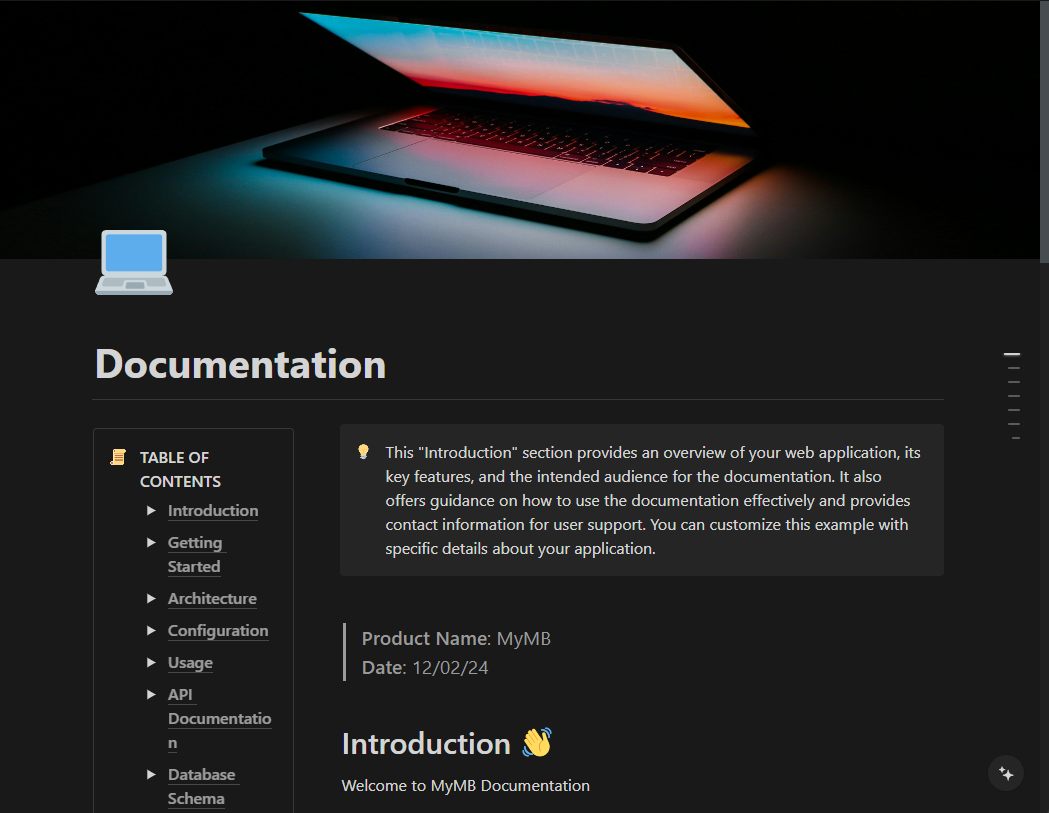 Documentation
TABLE OF
CONTENTS
Introduction
Getting
Started
Architecture
Configuration
Usage
API
Documentatio
n
Database
Schema
This "Introduction" section provides an overview of your web application, its
key features, and the intended audience for the documentation. It also
offers guidance on how to use the documentation effectively and provides
contact information for user support. You can customize this example with
specific details about your application.
Product Name: MyMB
Date: 12/02/24
Introduction 👋
Welcome to MyMB Documentation